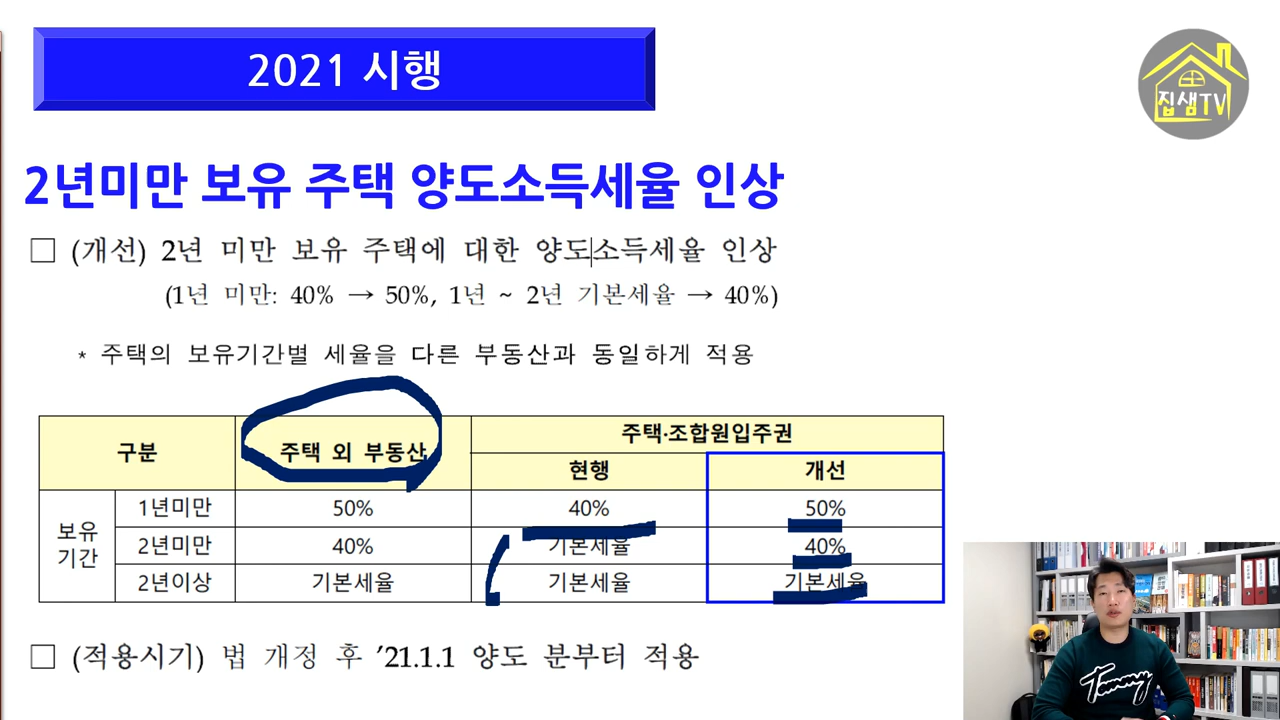 2021 시행
집샘TV
2년미만 보유 주택 양도소득세율 인상
□ (개선) 2년 미만 보유 주택에 대한 양도소득세율 인상
(1년 미만: 40% → 50%, 1년 ~ 2년 기본세율 → 40%)
* 주택의 보유기간별 세율을 다른 부동산과 동일하게 적용
구분 주택 외 부동산 주택·조합원입주권
현행 개선
보유기간 1년미만 50% 40% 50%
2년미만 40% 기본세율 40%
2년이상 기본세율 기본세율 기본세율
□ (적용시기) 법 개정 후 ’21.1.1 양도 분부터 적용
Tommy